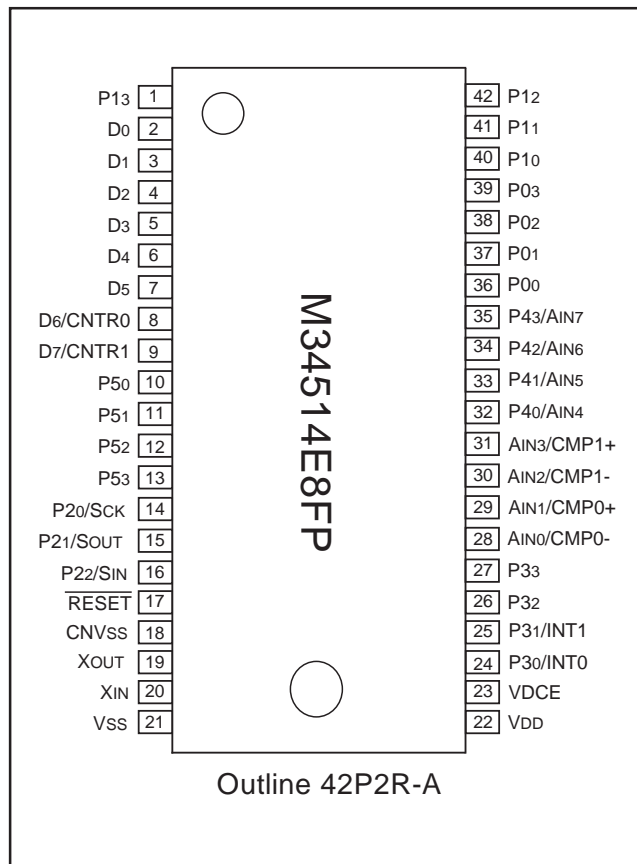 P13 1
D0 2
D1 3
D2 4
D3 5
D4 6
D5 7
D6/CNTR0 8
D7/CNTR1 9
P50 10
P51 11
P52 12
P53 13
P20/SCK 14
P21/SOUT 15
P22/SIN 16
RESET 17
CNVSS 18
XOUT 19
XIN 20
VSS 21
M34514E8FP
42 P12
41 P11
40 P10
39 P03
38 P02
37 P01
36 P00
35 P43/AIN7
34 P42/AIN6
33 P41/AIN5
32 P40/AIN4
31 AIN3/CMP1+
30 AIN2/CMP1-
29 AIN1/CMP0+
28 AIN0/CMP0-
27 P33
26 P32
25 P31/INT1
24 P30/INT0
23 VDCE
22 VDD
Outline 42P2R-A